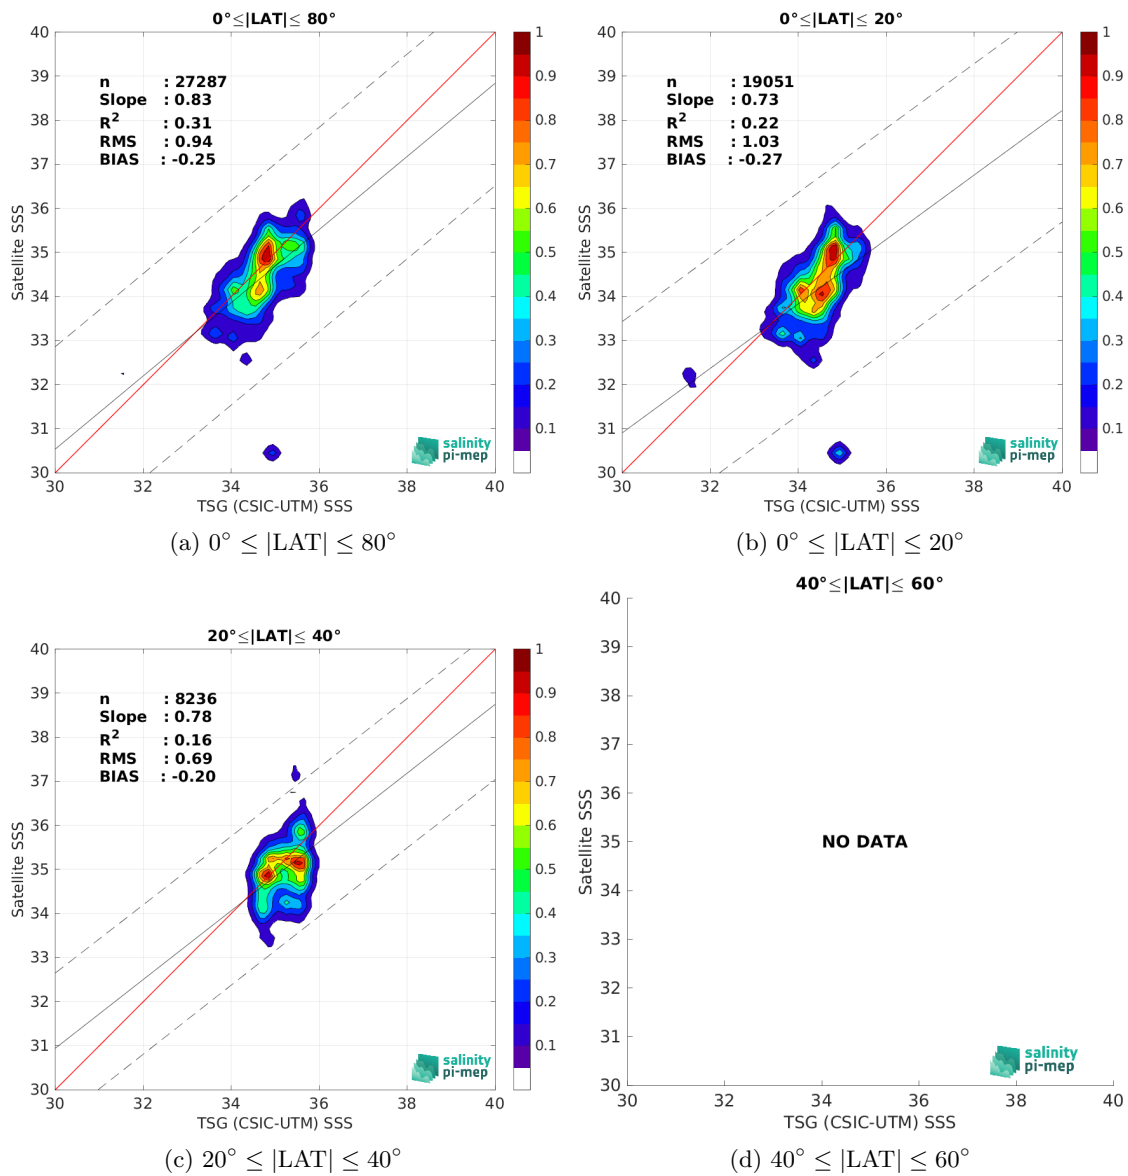 0°≤|LAT|≤ 80°
40
39
38
37
36
35
34
33
32
31
30
Satellite SSS
n : 27287
Slope : 0.83
R² : 0.31
RMS : 0.94
BIAS : -0.25
1
0.9
0.8
0.7
0.6
0.5
0.4
0.3
0.2
0.1
salinity
pi-mep
30 32 34 36 38 40
TSG (CSIC-UTM) SSS
(a) 0° ≤ |LAT| ≤ 80°
0°≤|LAT|≤ 20°
40
39
38
37
36
35
34
33
32
31
30
Satellite SSS
n : 19051
Slope : 0.73
R² : 0.22
RMS : 1.03
BIAS : -0.27
1
0.9
0.8
0.7
0.6
0.5
0.4
0.3
0.2
0.1
salinity
pi-mep
30 32 34 36 38 40
TSG (CSIC-UTM) SSS
(b) 0° ≤ |LAT| ≤ 20°
20°≤|LAT|≤ 40°
40
39
38
37
36
35
34
33
32
31
30
Satellite SSS
n : 8236
Slope : 0.78
R² : 0.16
RMS : 0.69
BIAS : -0.20
1
0.9
0.8
0.7
0.6
0.5
0.4
0.3
0.2
0.1
salinity
pi-mep
30 32 34 36 38 40
TSG (CSIC-UTM) SSS
(c) 20° ≤ |LAT| ≤ 40°
40°≤|LAT|≤ 60°
40
39
38
37
36
35
34
33
32
31
30
Satellite SSS
NO DATA
salinity
pi-mep
30 32 34 36 38 40
TSG (CSIC-UTM) SSS
(d) 40° ≤ |LAT| ≤ 60°